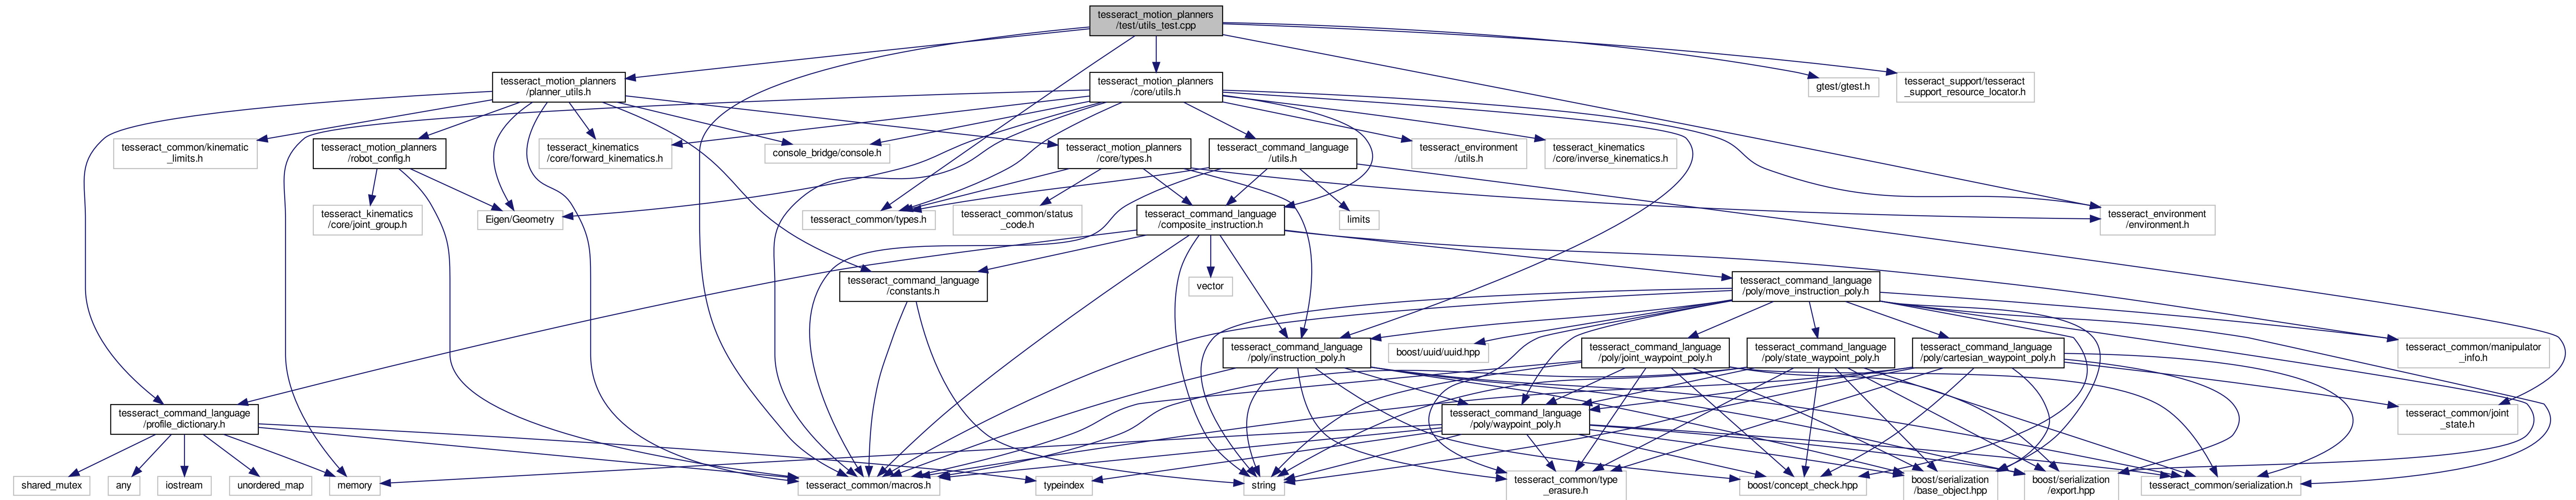 tesseract_motion_planners
/test/utils_test.cpp
tesseract_motion_planners
/planner_utils.h
tesseract_motion_planners
/core/utils.h
gtest/gtest.h
tesseract_support/tesseract
_support_resource_locator.h
tesseract_common/kinematic
_limits.h
tesseract_motion_planners
/robot_config.h
tesseract_kinematics
/core/forward_kinematics.h
console_bridge/console.h
tesseract_motion_planners
/core/types.h
tesseract_command_language
/utils.h
tesseract_environment
/utils.h
tesseract_kinematics
/core/inverse_kinematics.h
tesseract_kinematics
/core/joint_group.h
Eigen/Geometry
tesseract_common/types.h
tesseract_common/status
_code.h
tesseract_command_language
/composite_instruction.h
limits
tesseract_environment
/environment.h
tesseract_command_language
/constants.h
vector
tesseract_command_language
/poly/move_instruction_poly.h
tesseract_command_language
/poly/instruction_poly.h
boost/uuid/uuid.hpp
tesseract_command_language
/poly/joint_waypoint_poly.h
tesseract_command_language
/poly/state_waypoint_poly.h
tesseract_command_language
/poly/cartesian_waypoint_poly.h
tesseract_common/manipulator
_info.h
tesseract_command_language
/profile_dictionary.h
tesseract_command_language
/poly/waypoint_poly.h
tesseract_common/joint
_state.h
shared_mutex
any
iostream
unordered_map
memory
tesseract_common/macros.h
typeindex
string
tesseract_common/type
_erasure.h
boost/concept_check.hpp
boost/serialization
/base_object.hpp
boost/serialization
/export.hpp
tesseract_common/serialization.h